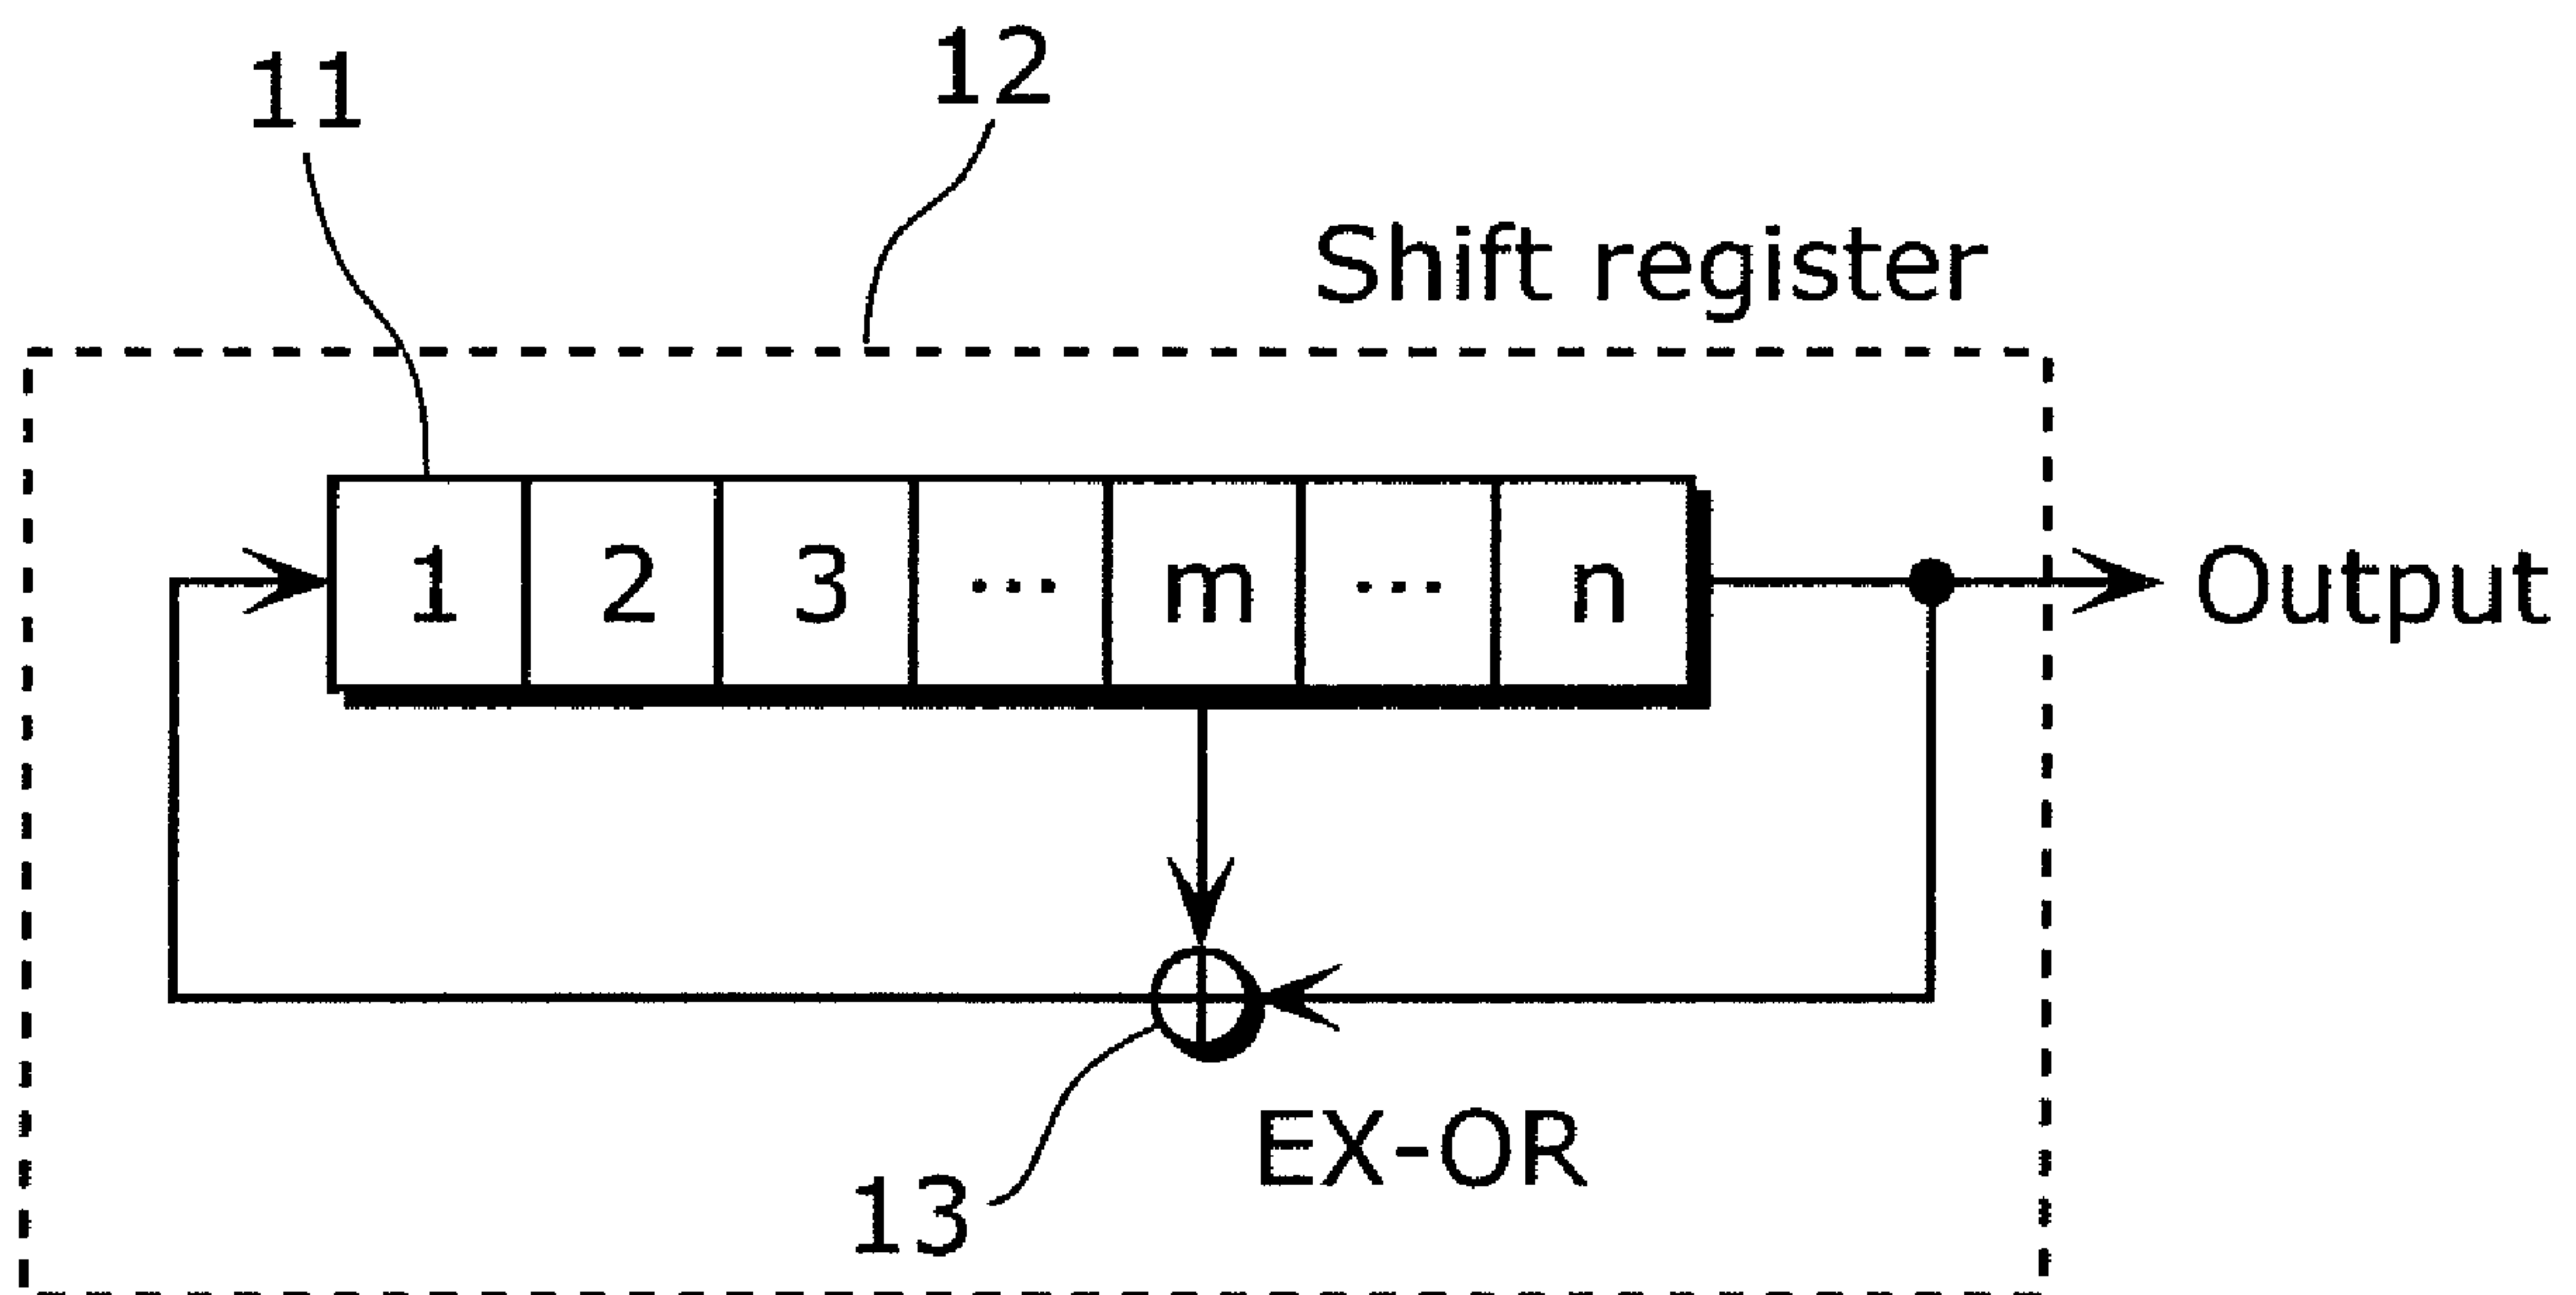 11
12
Shift register
1 2 3 ... m ... n
Output
EX-OR
13